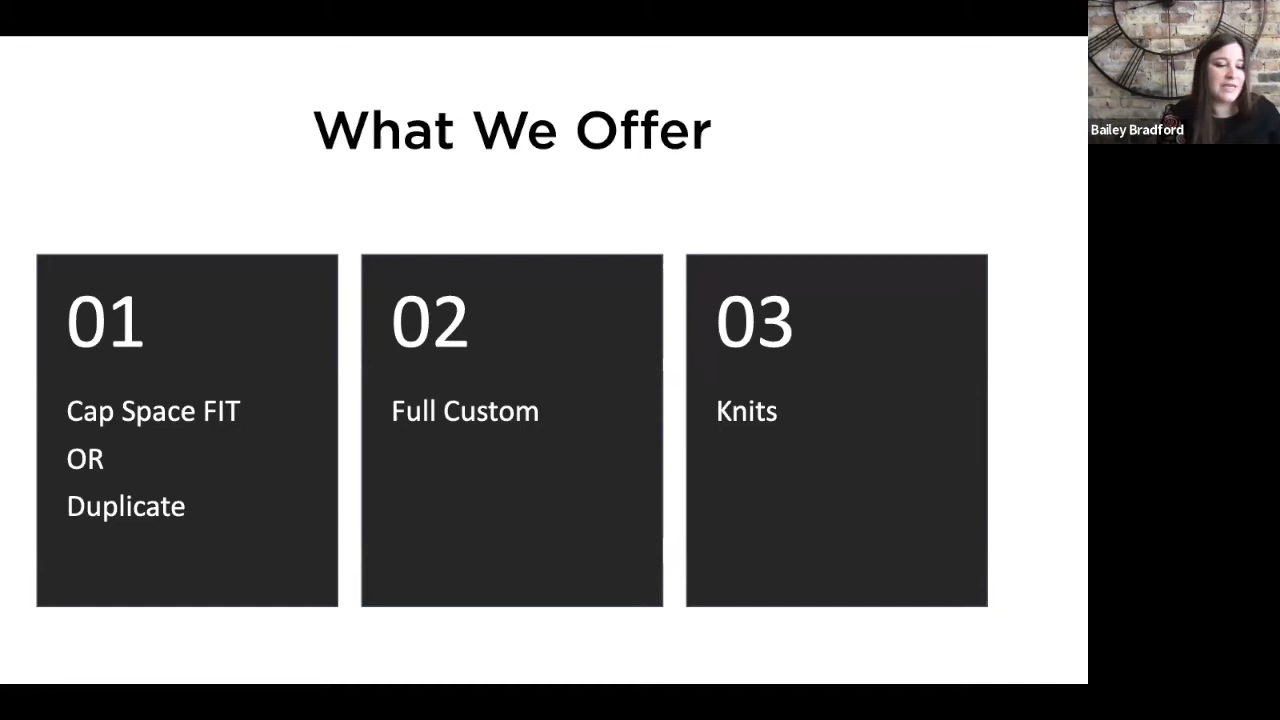 What We Offer
01
Cap Space FIT
OR
Duplicate
02
Full Custom
03
Knits
Bailey Bradford